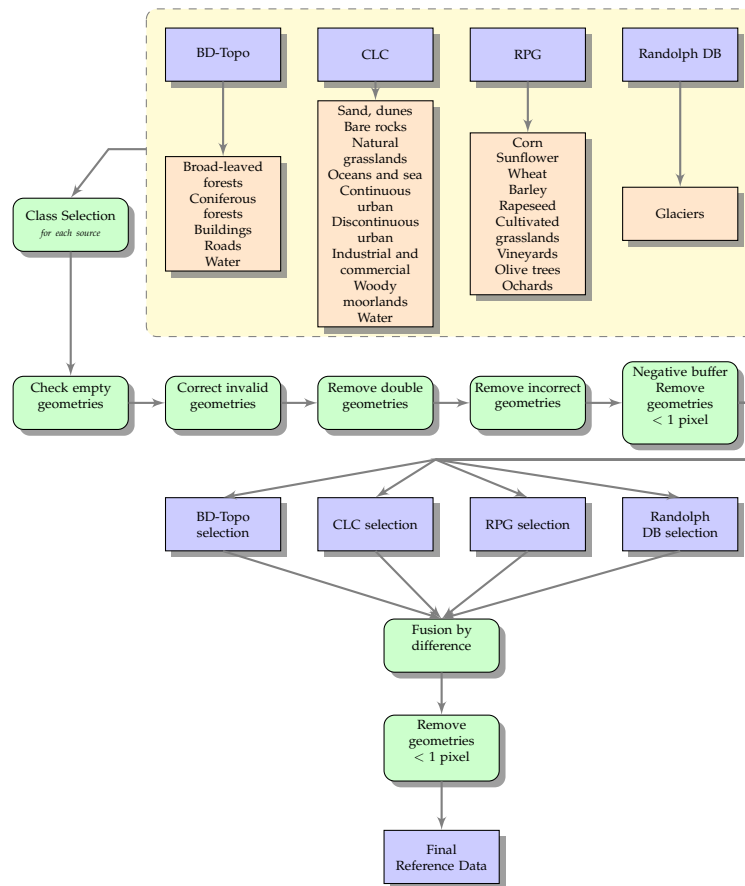 BD-Topo
CLC
RPG
Randolph DB
Broad-leaved
forests
Coniferous
forests
Buildings
Roads
Water
Sand, dunes
Bare rocks
Natural
grasslands
Oceans and sea
Continuous
urban
Discontinuous
urban
Industrial and
commercial
Woody
moorlands
Water
Corn
Sunflower
Wheat
Barley
Rapeseed
Cultivated
grasslands
Vineyards
Olive trees
Ochards
Glaciers
Class Selection
for each source
Check empty
geometries
Correct invalid
geometries
Remove double
geometries
Remove incorrect
geometries
Negative buffer
Remove
geometries
< 1 pixel
BD-Topo
selection
CLC selection
RPG selection
Randolph
DB selection
Fusion by
difference
Remove
geometries
< 1 pixel
Final
Reference Data